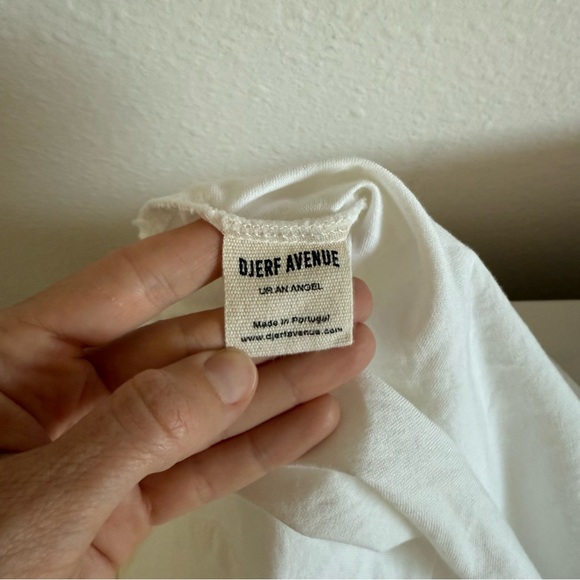 DJERF AVENUE
UR AN ANGEL
Made in Portugal
www.djerfavenue.com